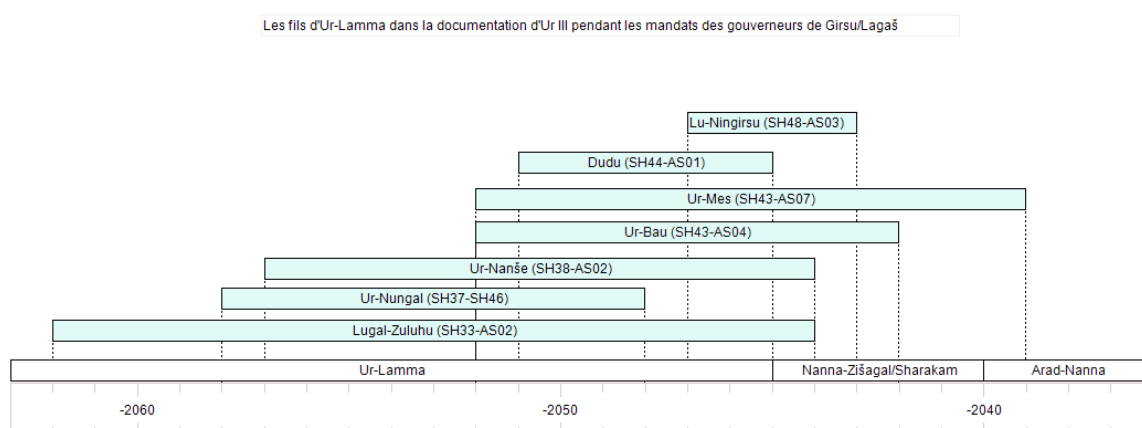 Les fils d'Ur-Lamma dans la documentation d'Ur III pendant les mandats des gouverneurs de Girsu/Lagaš
Lu-Ningirsu (SH48-AS03)
Dudu (SH44-AS01)
Ur-Mes (SH43-AS07)
Ur-Bau (SH43-AS04)
Ur-Nanše (SH38-AS02)
Ur-Nungal (SH37-SH46)
Lugal-Zuluhu (SH33-AS02)
Ur-Lamma Nanna-Zišagal/Sharakam Arad-Nanna
-2060 -2050 -2040